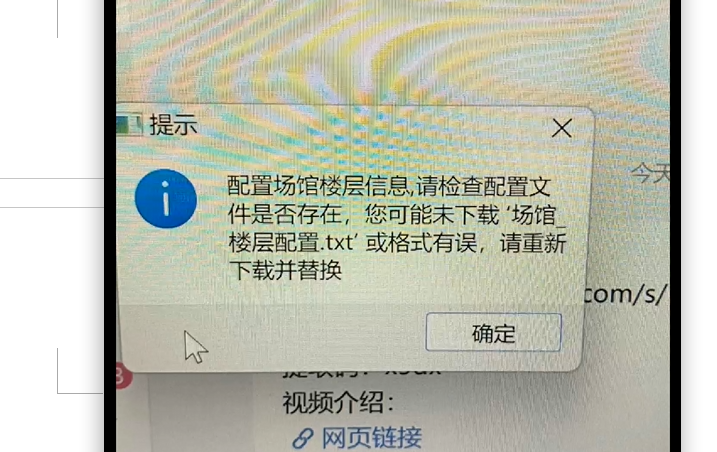 提示
今天
配置场馆楼层信息,请检查配置文
件是否存在，您可能未下载 '场馆_
楼层配置.txt' 或格式有误，请重新
下载并替换
com/s/
确定
视频介绍：
网页链接